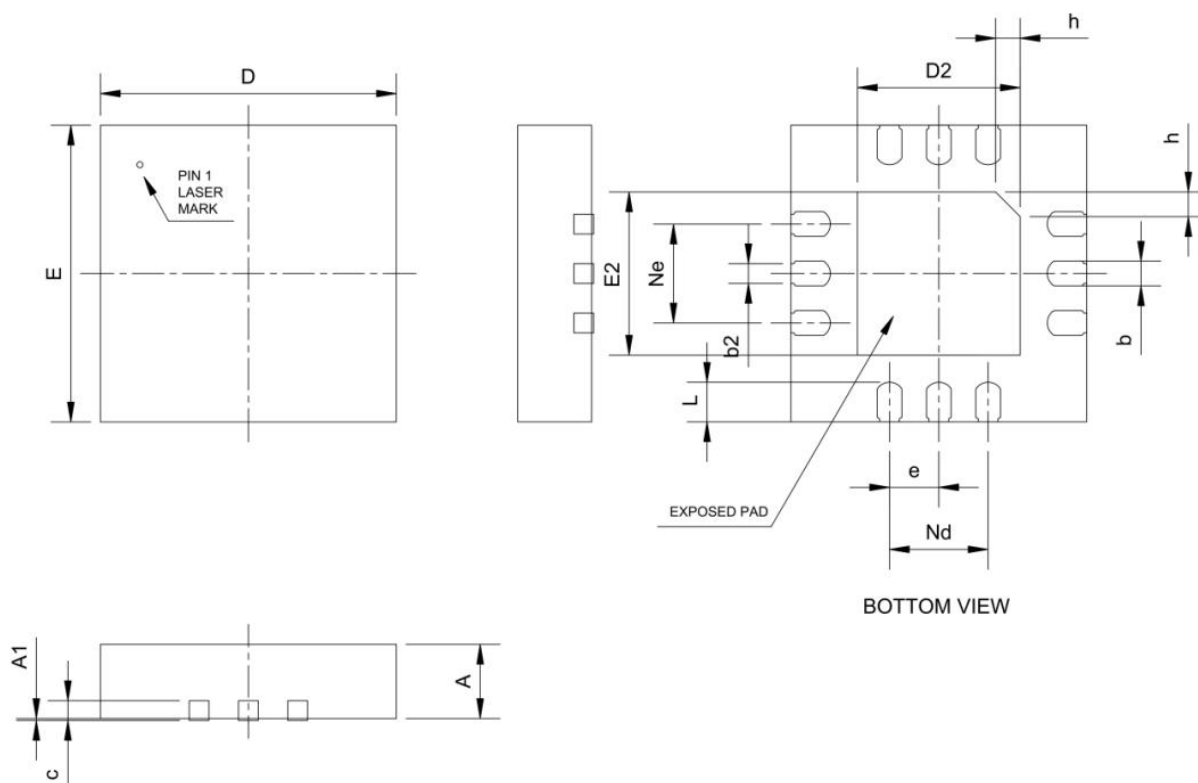 h
D
D2
h
PIN 1
LASER
MARK
E
E2
Ne
b2
b
L
e
EXPOSED PAD
Nd
BOTTOM VIEW
A1
A
c